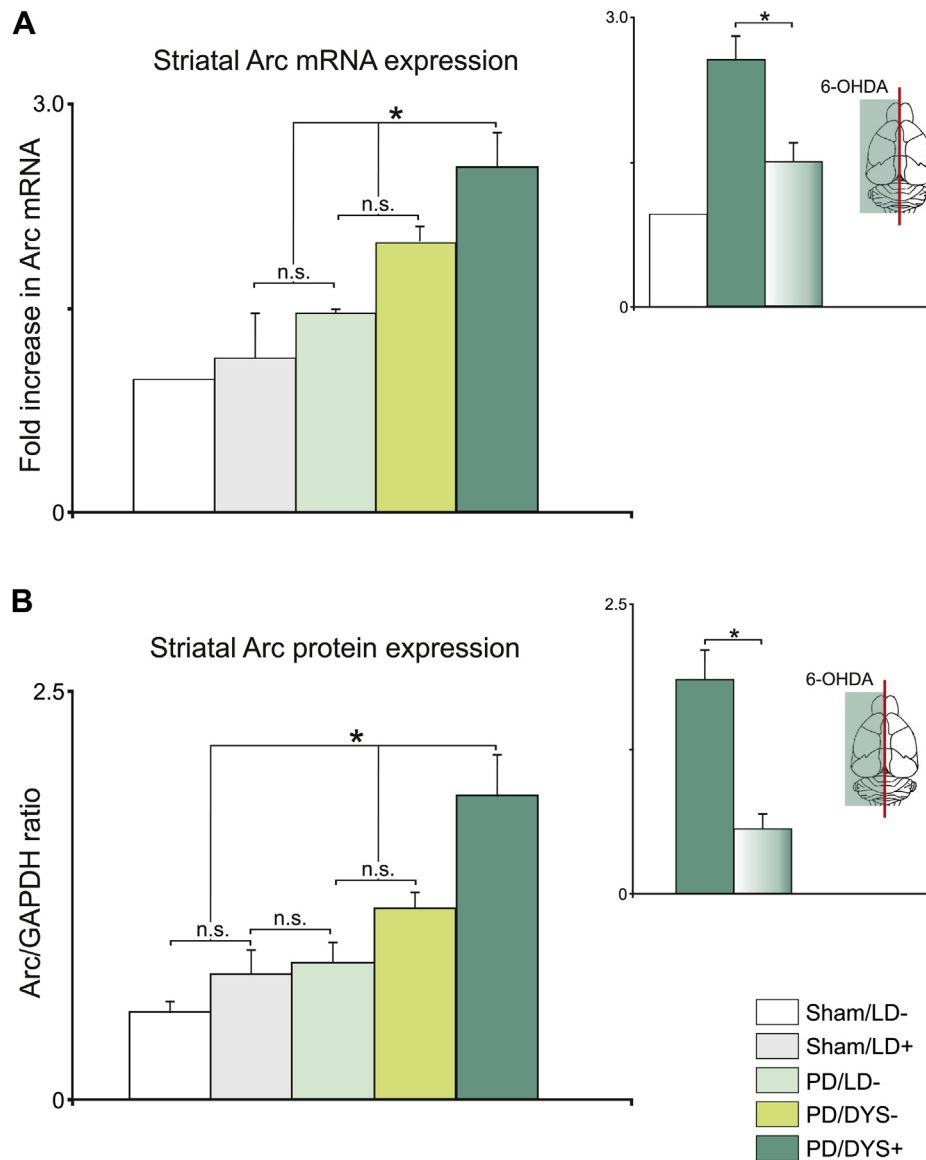 A
Striatal Arc mRNA expression
3.0
Fold increase in Arc mRNA
0
*
n.s.
n.s.
3.0
*
6-OHDA
0
B
Striatal Arc protein expression
2.5
Arc/GAPDH ratio
0
*
n.s.
n.s.
n.s.
2.5
*
6-OHDA
0
Sham/LD-
Sham/LD+
PD/LD-
PD/DYS-
PD/DYS+